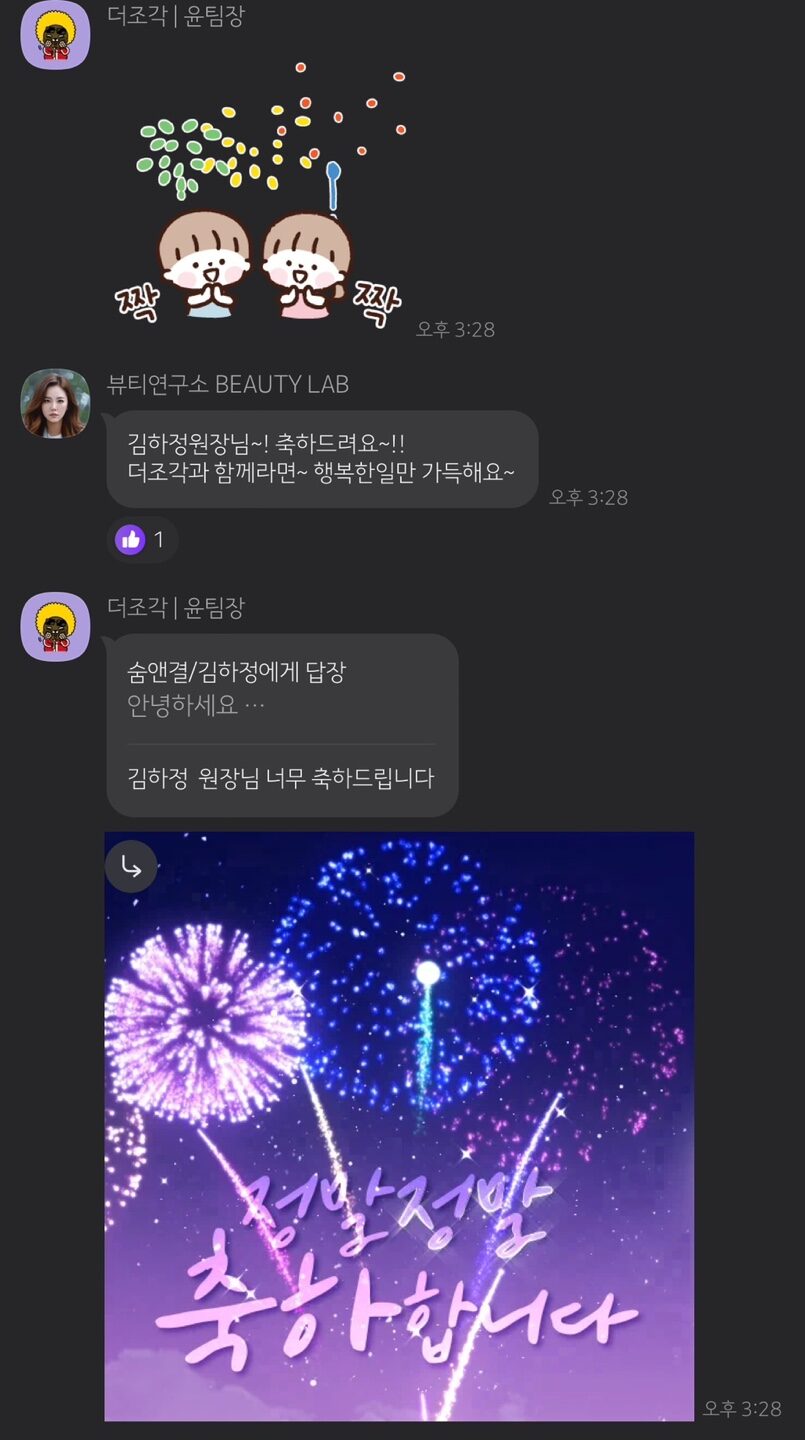 더조각 | 윤팀장
짝
짝
오후 3:28
뷰티연구소 BEAUTY LAB
김하정원장님~! 축하드려요~!!
더조각과 함께라면~ 행복한일만 가득해요~
오후 3:28
1
더조각 | 윤팀장
숨앤결/김하정에게 답장
안녕하세요 …
김하정 원장님 너무 축하드립니다
정말정말
축하합니다
오후 3:28